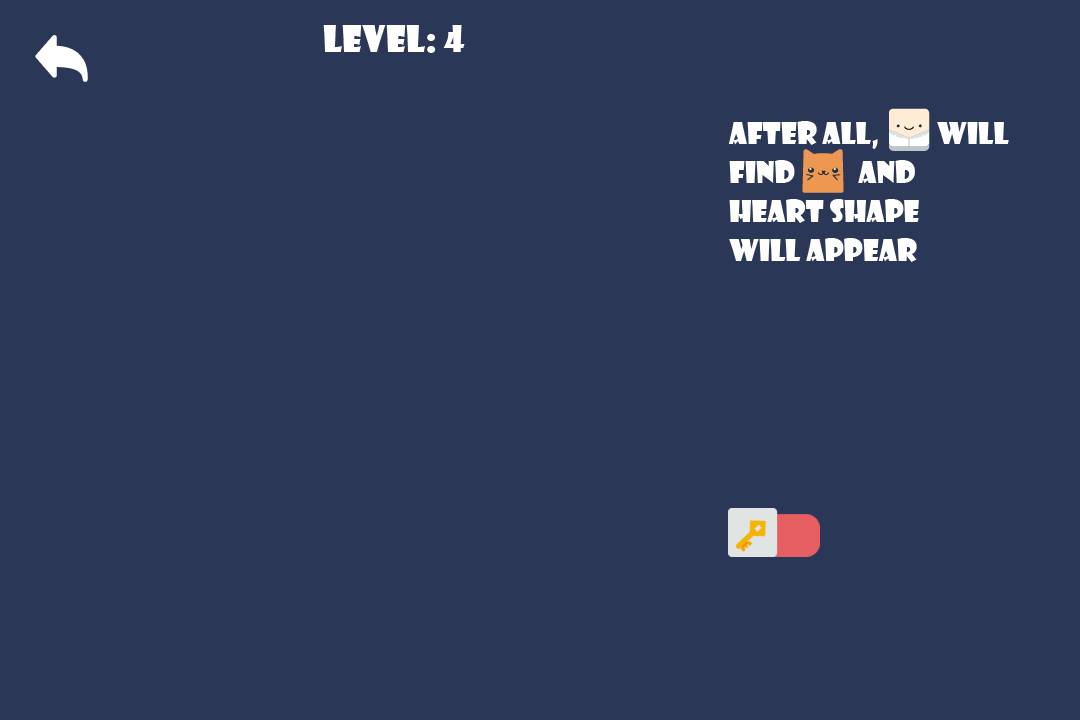 LEVEL: 4
AFTER ALL, WILL
FIND AND
HEART SHAPE
WILL APPEAR